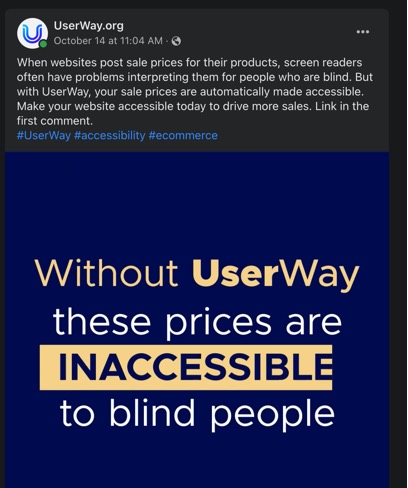 UserWay.org
October 14 at 11:04 AM ·
When websites post sale prices for their products, screen readers
often have problems interpreting them for people who are blind. But
with UserWay, your sale prices are automatically made accessible.
Make your website accessible today to drive more sales. Link in the
first comment.
#UserWay #accessibility #ecommerce
Without UserWay
these prices are
INACCESSIBLE
to blind people